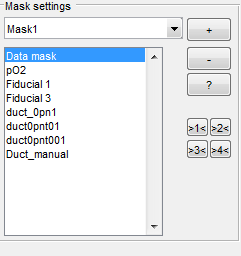 Mask settings
Mask1
+
Data mask
-
pO2
Fiducial 1
?
Fiducial 3
duct_0pn1
duct0pnt01
>1< >2<
duct0pnt001
Duct_manual
>3< >4<